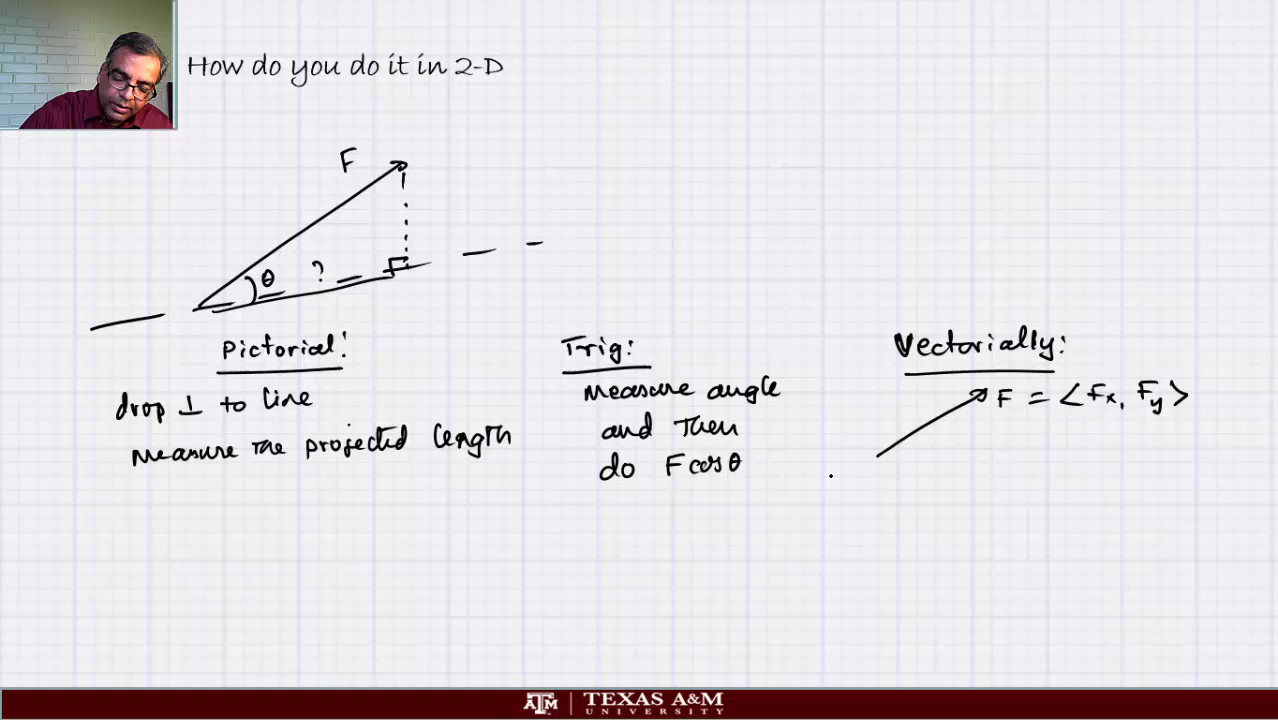 How do you do it in 2-D
F
θ ?
Pictorial:
drop ⊥ to line
measure the projected length
Trig:
measure angle
and then
do F cos θ
Vectorially:
F = <Fx, Fy>
ATM | TEXAS A&M
UNIVERSITY